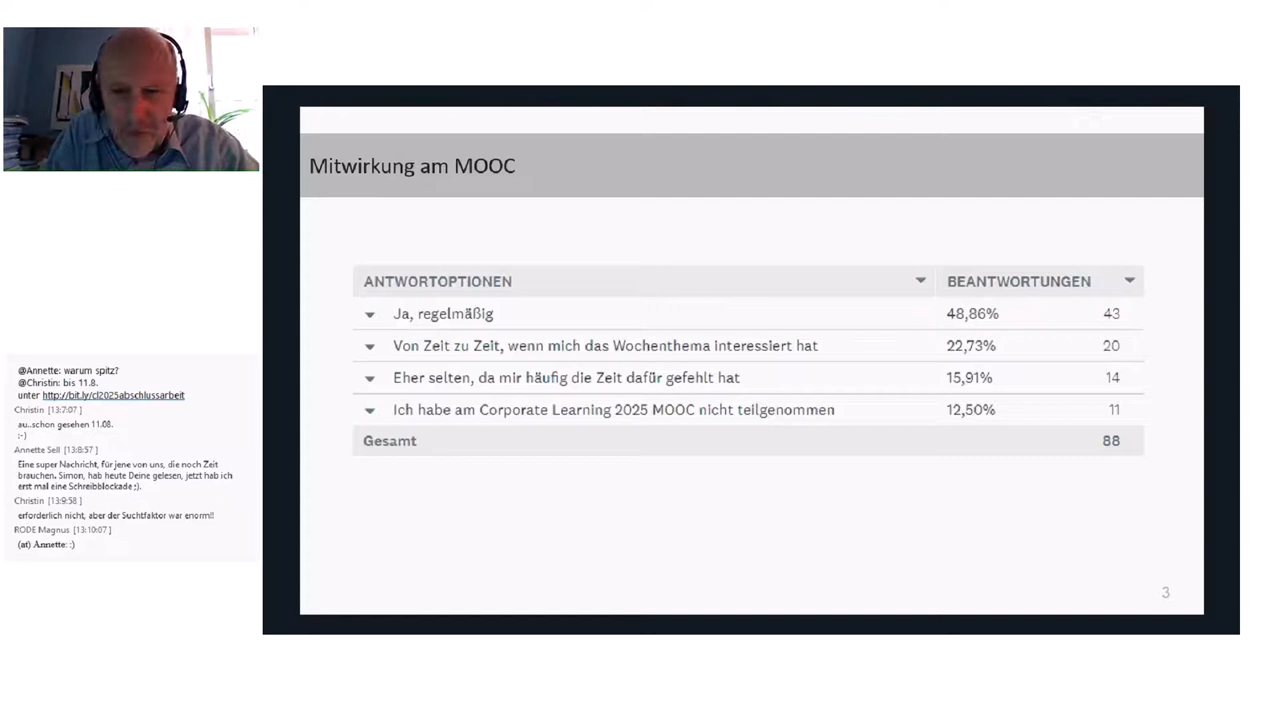 Mitwirkung am MOOC
ANTWORTOPTIONEN BEANTWORTUNGEN
Ja, regelmäßig 48,86% 43
Von Zeit zu Zeit, wenn mich das Wochenthema interessiert hat 22,73% 20
Eher selten, da mir häufig die Zeit dafür gefehlt hat 15,91% 14
Ich habe am Corporate Learning 2025 MOOC nicht teilgenommen 12,50% 11
Gesamt 88
3
@Annette: warum spitz?
@Christin: bis 11.8.
unter http://bit.ly/cl2025abschlussarbeit
Christin [13:7:07]
au..schon gesehen 11.08.
:-)
Annette Sell [13:8:57]
Eine super Nachricht, für jene von uns, die noch Zeit
brauchen. Simon, hab heute Deine gelesen, jetzt hab ich
erst mal eine Schreibblockade ;).
Christin [13:9:58]
erforderlich nicht, aber der Suchtfaktor war enorm!!
RODE Magnus [13:10:07]
(at) Annette: :)